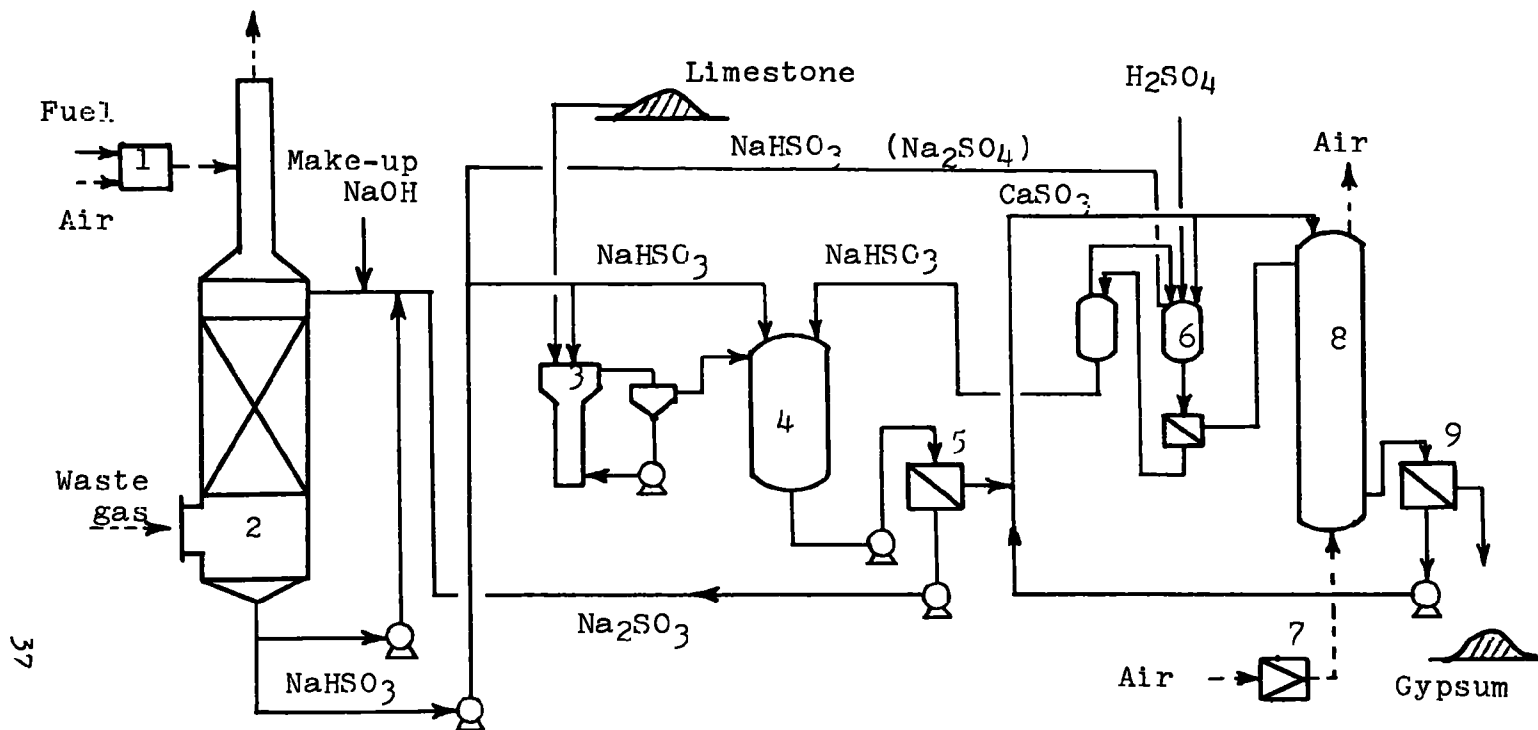 Limestone
H2SO4
Fuel
1
Make-up
NaOH
Air
NaHSO3 (Na2SO4)
Air
CaSO3
NaHSO3
NaHSO3
3
6
8
4
5
9
Waste
gas
2
Na2SO3
NaHSO3
7
Air
Gypsum
37